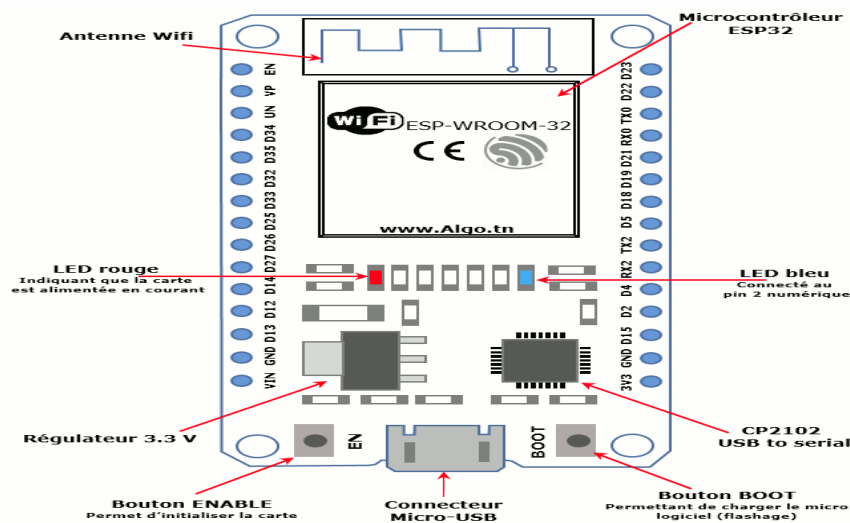 Antenne Wifi
Microcontrôleur
ESP32
EN
VP
UN
D34
D35
D32
D33
D25
D26
D27
D14
D12
D13
GND
VIN
D23
D22
TX0
RX0
D21
D19
D18
D5
TX2
RX2
D4
D2
D15
GND
3V3
WiFi
ESP-WROOM-32
CE
www.Algo.tn
LED rouge
Indiquant que la carte
est alimentée en courant
LED bleu
Connecté au
pin 2 numérique
Régulateur 3.3 V
CP2102
USB to serial
EN
BOOT
Bouton ENABLE
Permet d'initialiser la carte
Connecteur
Micro-USB
Bouton BOOT
Permettant de charger le micro
logiciel (flashage)